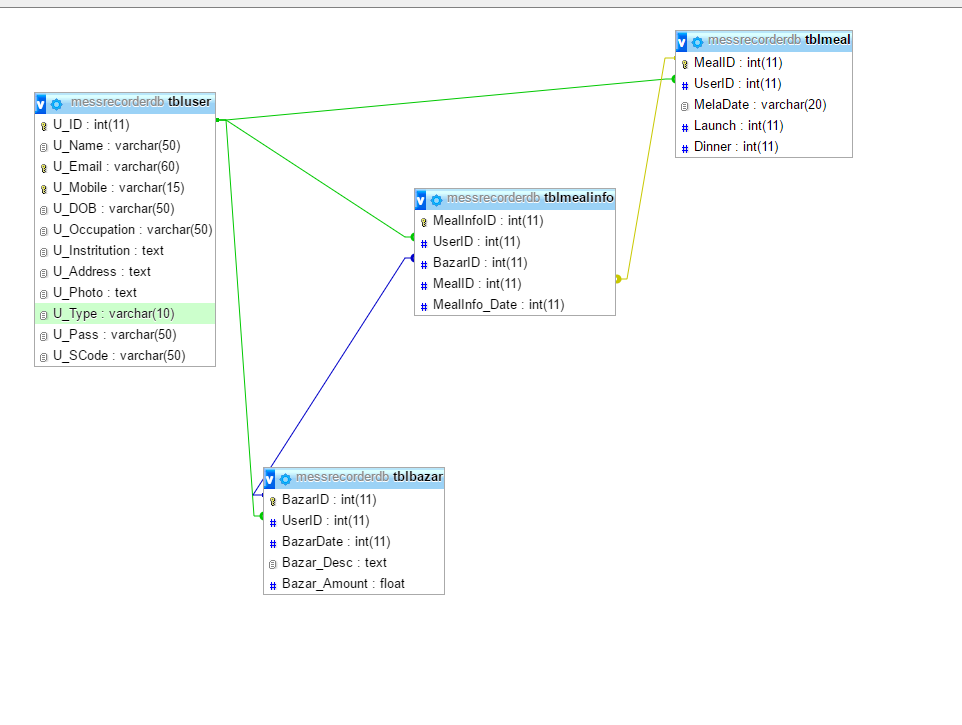 messrecorderdb tbluser
U_ID : int(11)
U_Name : varchar(50)
U_Email : varchar(60)
U_Mobile : varchar(15)
U_DOB : varchar(50)
U_Occupation : varchar(50)
U_Instritution : text
U_Address : text
U_Photo : text
U_Type : varchar(10)
U_Pass : varchar(50)
U_SCode : varchar(50)
messrecorderdb tblmeal
MealID : int(11)
UserID : int(11)
MelaDate : varchar(20)
Launch : int(11)
Dinner : int(11)
messrecorderdb tblmealinfo
MealInfoID : int(11)
UserID : int(11)
BazarID : int(11)
MealID : int(11)
MealInfo_Date : int(11)
messrecorderdb tblbazar
BazarID : int(11)
UserID : int(11)
BazarDate : int(11)
Bazar_Desc : text
Bazar_Amount : float